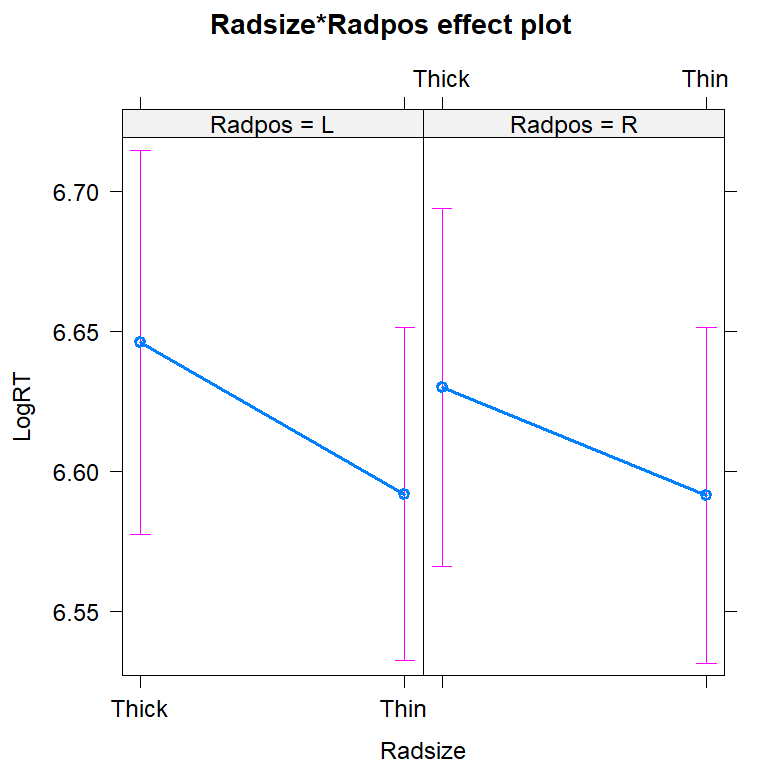 Radsize*Radpos effect plot
Thick Thin
Radpos = L Radpos = R
6.70
6.65
6.60
6.55
LogRT
Thick Thin
Radsize